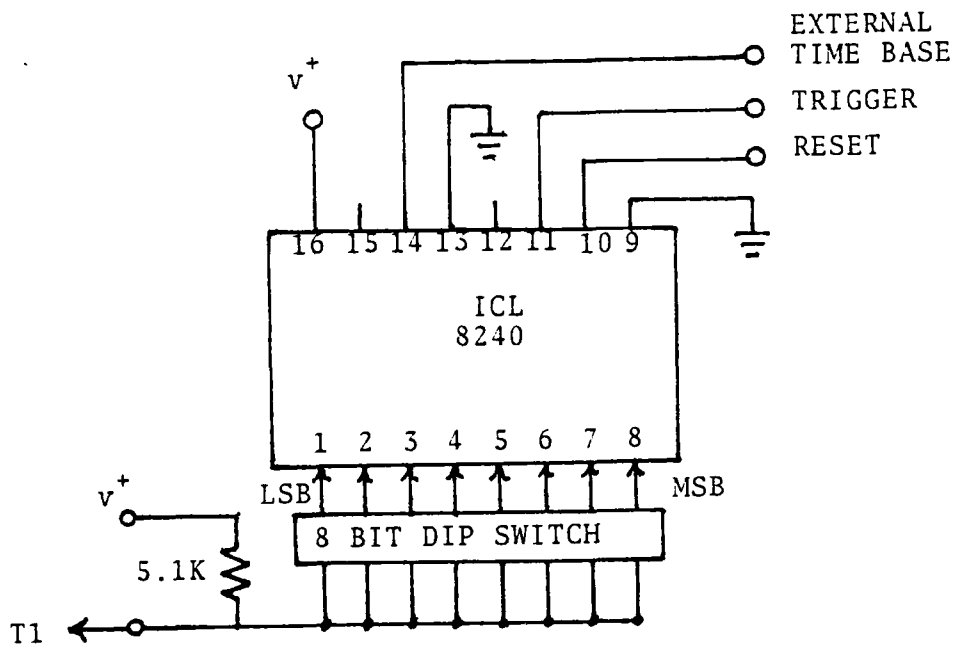 EXTERNAL
TIME BASE
v+
TRIGGER
RESET
16 15 14 13 12 11 10 9
ICL
8240
1 2 3 4 5 6 7 8
LSB
MSB
v+
8 BIT DIP SWITCH
5.1K
T1